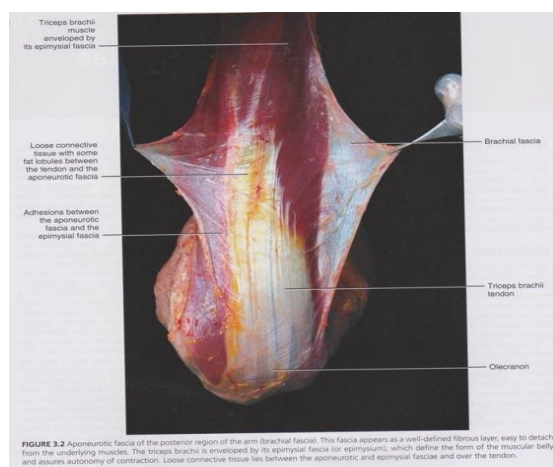 Triceps brachii
muscle
enveloped by
its epimysial fascia
Loose connective
tissue with some
fat lobules between
the tendon and the
aponeurotic fascia
Adhesions between
the aponeurotic
fascia and the
epimysial fascia
Brachial fascia
Triceps brachii
tendon
Olecranon
FIGURE 3.2 Aponeurotic fascia of the posterior region of the arm (brachial fascia). This fascia appears as a well-defined fibrous layer, easy to detach
from the underlying muscles. The triceps brachii is enveloped by its epimysial fascia (or epimysium), which define the form of the muscular belly
and assures autonomy of contraction. Loose connective tissue lies between the aponeurotic and epimysial fasciae and over the tendon.